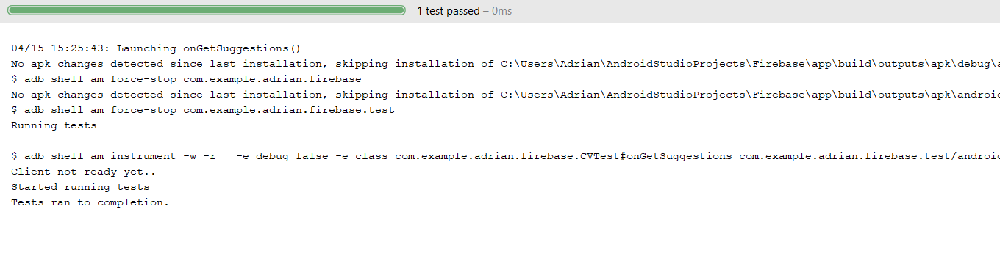 1 test passed – 0ms
04/15 15:25:43: Launching onGetSuggestions()
No apk changes detected since last installation, skipping installation of C:\Users\Adrian\AndroidStudioProjects\Firebase\app\build\outputs\apk\debug\a
$ adb shell am force-stop com.example.adrian.firebase
No apk changes detected since last installation, skipping installation of C:\Users\Adrian\AndroidStudioProjects\Firebase\app\build\outputs\apk\androi
$ adb shell am force-stop com.example.adrian.firebase.test
Running tests
$ adb shell am instrument -w -r   -e debug false -e class com.example.adrian.firebase.CVTest#onGetSuggestions com.example.adrian.firebase.test/androi
Client not ready yet..
Started running tests
Tests ran to completion.